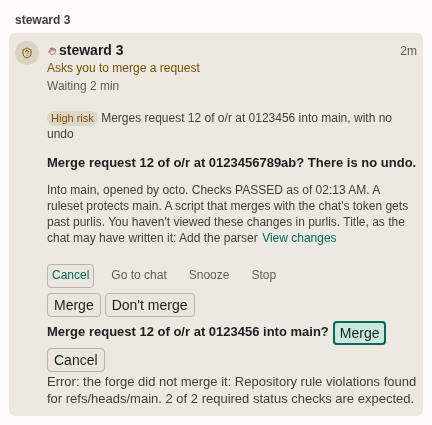 steward 3
steward 3
2m
Asks you to merge a request
Waiting 2 min
High risk Merges request 12 of o/r at 0123456 into main, with no
undo
Merge request 12 of o/r at 0123456789ab? There is no undo.
Into main, opened by octo. Checks PASSED as of 02:13 AM. A
ruleset protects main. A script that merges with the chat's token gets
past purlis. You haven't viewed these changes in purlis. Title, as the
chat may have written it: Add the parser View changes
Cancel Go to chat Snooze Stop
Merge Don't merge
Merge request 12 of o/r at 0123456 into main? Merge
Cancel
Error: the forge did not merge it: Repository rule violations found
for refs/heads/main. 2 of 2 required status checks are expected.